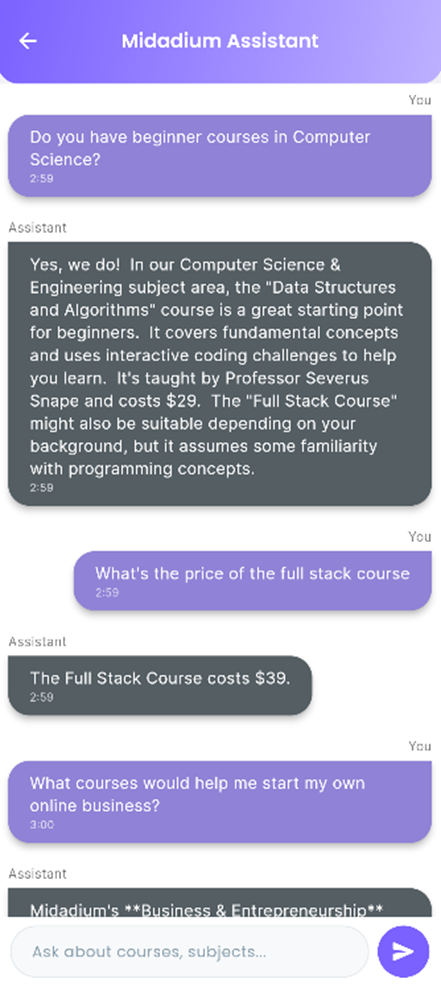 Midadium Assistant
You
Do you have beginner courses in Computer
Science?
2:59
Assistant
Yes, we do!  In our Computer Science &
Engineering subject area, the "Data Structures
and Algorithms" course is a great starting point
for beginners.  It covers fundamental concepts
and uses interactive coding challenges to help
you learn.  It's taught by Professor Severus
Snape and costs $29.  The "Full Stack Course"
might also be suitable depending on your
background, but it assumes some familiarity
with programming concepts.
2:59
You
What's the price of the full stack course
2:59
Assistant
The Full Stack Course costs $39.
2:59
You
What courses would help me start my own
online business?
3:00
Assistant
Midadium's **Business & Entrepreneurship**
Ask about courses, subjects...